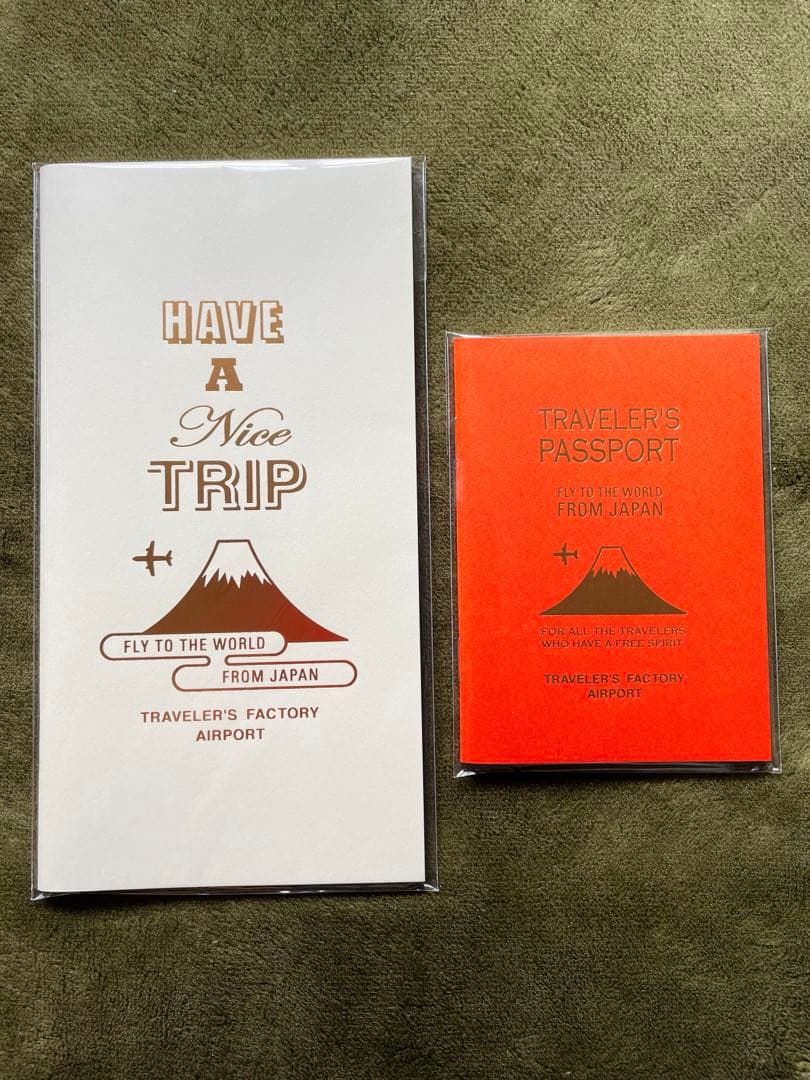 HAVE
A
Nice
TRIP
FLY TO THE WORLD
FROM JAPAN
TRAVELER'S FACTORY
AIRPORT
TRAVELER'S
PASSPORT
FLY TO THE WORLD
FROM JAPAN
FOR ALL THE TRAVELERS
WHO HAVE A FREE SPIRIT.
TRAVELER'S FACTORY
AIRPORT